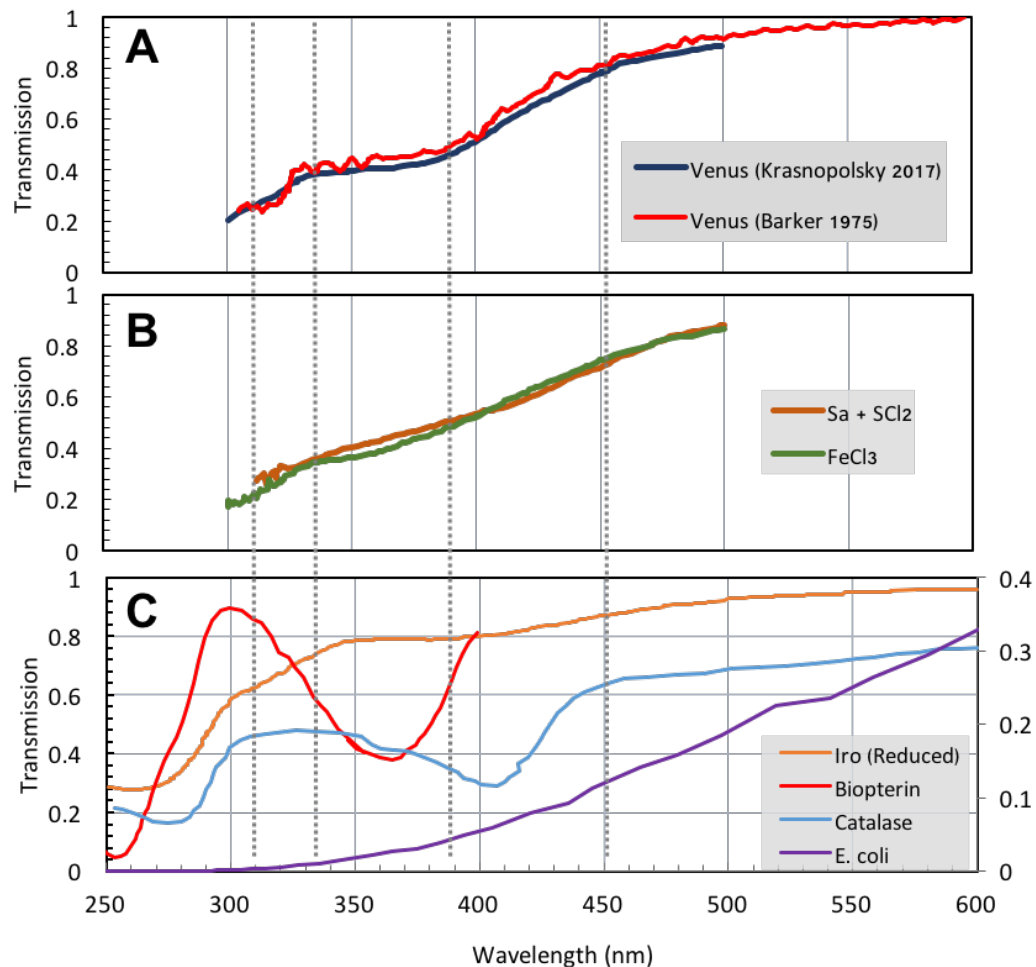 A
Transmission
1
0.8
0.6
0.4
0.2
0
Venus (Krasnopolsky 2017)
Venus (Barker 1975)
B
Transmission
1
0.8
0.6
0.4
0.2
0
Sa + SCl2
FeCl3
C
Transmission
1
0.8
0.6
0.4
0.2
0
0.4
0.3
0.2
0.1
0
Iro (Reduced)
Biopterin
Catalase
E. coli
250 300 350 400 450 500 550 600
Wavelength (nm)